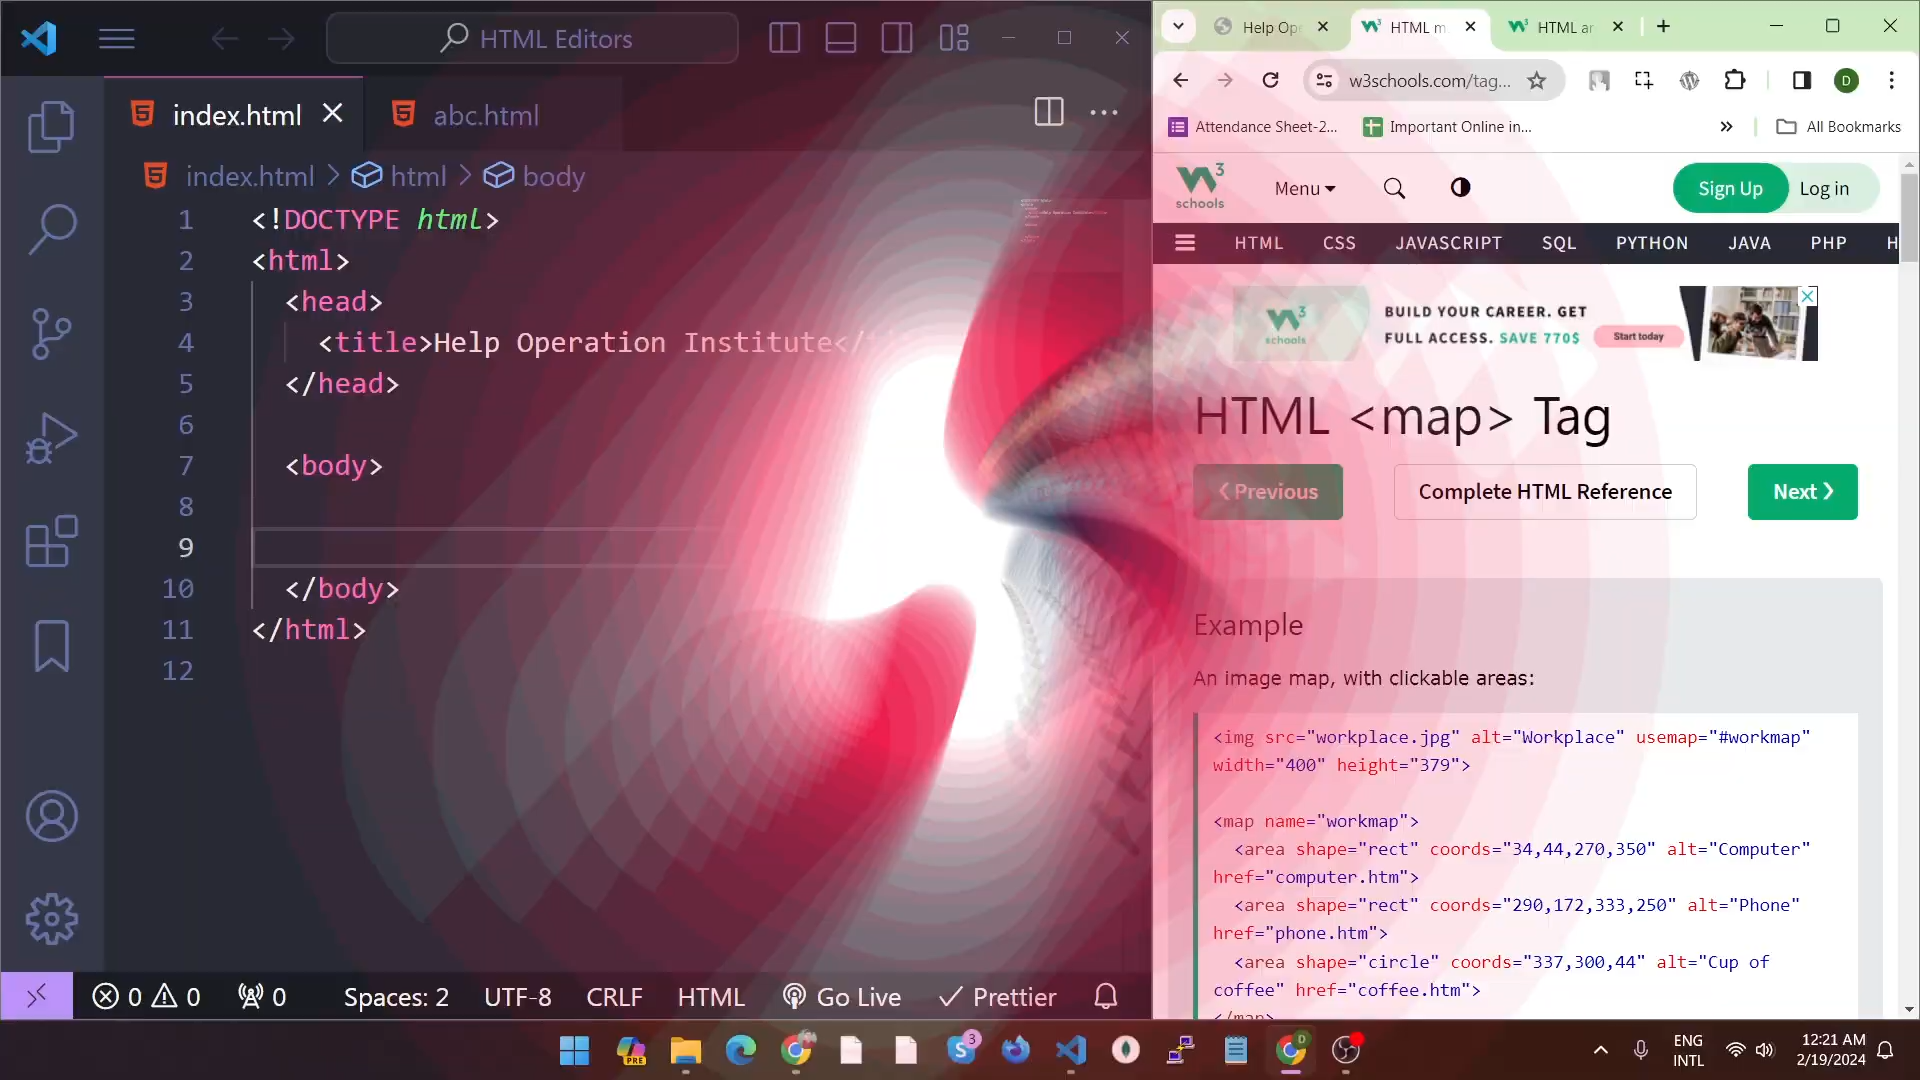 HTML Editors
index.html
abc.html
index.html > html > body
1 <!DOCTYPE html>
2 <html>
3 <head>
4 <title>Help Operation Institute</
5 </head>
6
7 <body>
8
9
10 </body>
11 </html>
12
0 0 0 Spaces: 2 UTF-8 CRLF HTML Go Live Prettier
Help Op
HTML m
HTML ar
w3schools.com/tag...
D
Attendance Sheet-2...
Important Online in...
All Bookmarks
W3 schools
Menu
Sign Up
Log in
HTML CSS JAVASCRIPT SQL PYTHON JAVA PHP H
W3 schools
BUILD YOUR CAREER. GET
FULL ACCESS. SAVE 770$
Start today
HTML <map> Tag
❮ Previous
Complete HTML Reference
Next ❯
Example
An image map, with clickable areas:
<img src="workplace.jpg" alt="Workplace" usemap="#workmap"
width="400" height="379">
<map name="workmap">
<area shape="rect" coords="34,44,270,350" alt="Computer"
href="computer.htm">
<area shape="rect" coords="290,172,333,250" alt="Phone"
href="phone.htm">
<area shape="circle" coords="337,300,44" alt="Cup of
coffee" href="coffee.htm">
</map>
PRE
3
ENG
INTL
12:21 AM
2/19/2024